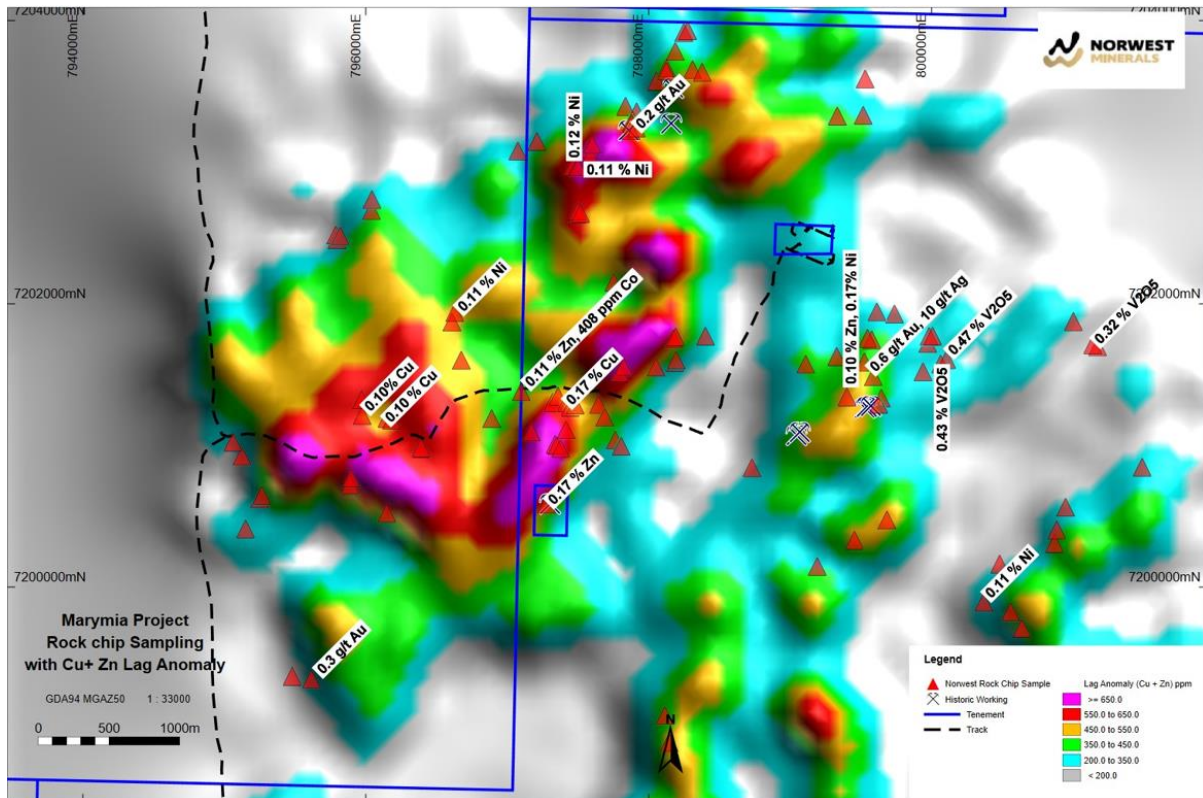 7204000mN
7204000mN
794000mE
796000mE
798000mE
800000mE
NORWEST
MINERALS
0.2 g/t Au
0.12 % Ni
0.11 % Ni
7202000mN
7202000mN
0.11 % Ni
0.11 % Zn, 408 ppm Co
0.17 % Cu
0.10% Cu
0.10 % Cu
0.17 % Zn
0.10 % Zn, 0.17% Ni
0.6 g/t Au, 10 g/t Ag
0.47 % V2O5
0.43 % V2O5
0.32 % V2O5
7200000mN
7200000mN
0.11 % Ni
0.3 g/t Au
Marymia Project
Rock chip Sampling
with Cu+ Zn Lag Anomaly
GDA94 MGAZ50 1 : 33000
0 500 1000m
N
Legend
Norwest Rock Chip Sample
Historic Working
Tenement
Track
Lag Anomaly (Cu + Zn) ppm
>= 650.0
550.0 to 650.0
450.0 to 550.0
350.0 to 450.0
200.0 to 350.0
< 200.0